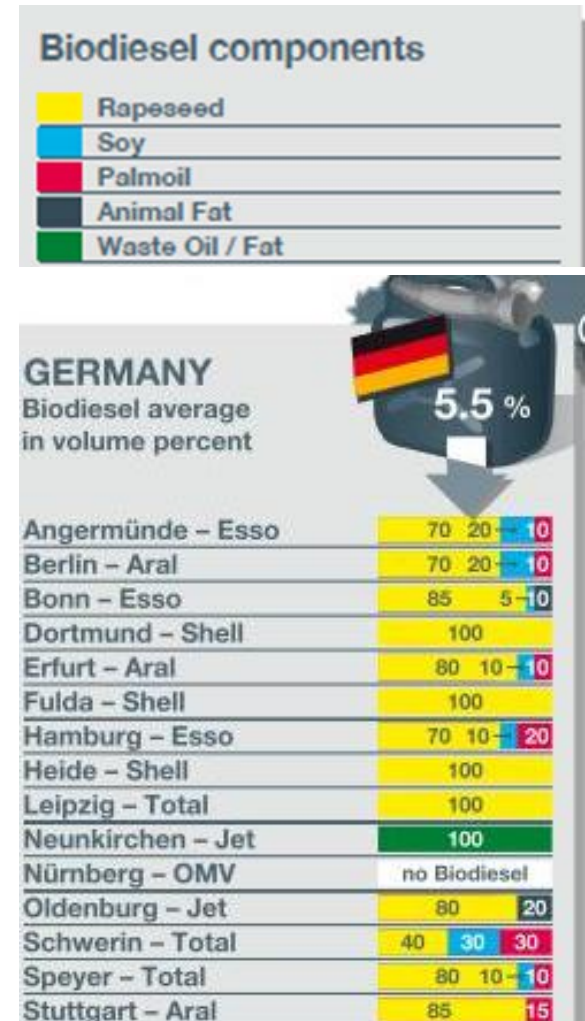 Biodiesel components
Rapeseed
Soy
Palmoil
Animal Fat
Waste Oil / Fat
GERMANY
Biodiesel average
in volume percent
5.5 %
Angermünde – Esso 70 20 10
Berlin – Aral 70 20 10
Bonn – Esso 85 5 10
Dortmund – Shell 100
Erfurt – Aral 80 10 10
Fulda – Shell 100
Hamburg – Esso 70 10 20
Heide – Shell 100
Leipzig – Total 100
Neunkirchen – Jet 100
Nürnberg – OMV no Biodiesel
Oldenburg – Jet 80 20
Schwerin – Total 40 30 30
Speyer – Total 80 10 10
Stuttgart – Aral 85 15